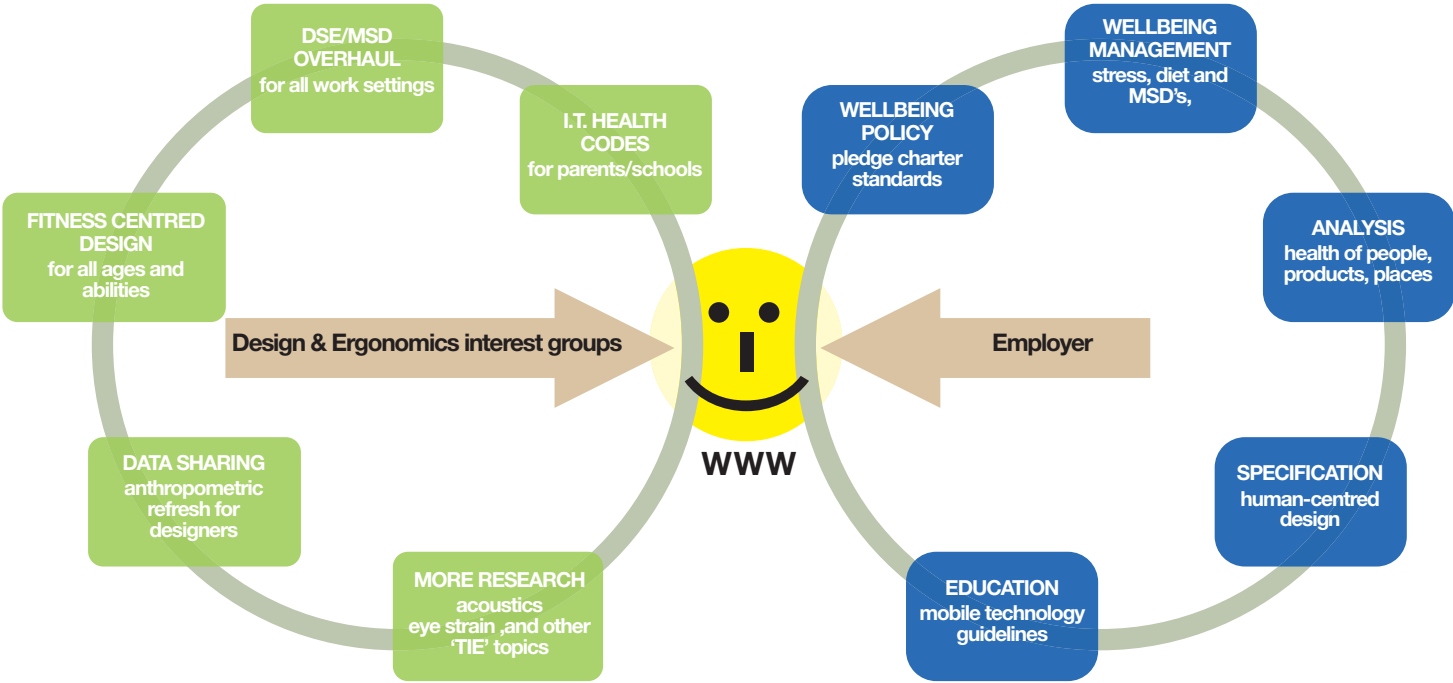 DSE/MSD
OVERHAUL
for all work settings
I.T. HEALTH
CODES
for parents/schools
FITNESS CENTRED
DESIGN
for all ages and
abilities
Design & Ergonomics interest groups
DATA SHARING
anthropometric
refresh for
designers
MORE RESEARCH
acoustics
eye strain ,and other
‘TIE’ topics
WWW
WELLBEING
MANAGEMENT
stress, diet and
MSD’s,
WELLBEING
POLICY
pledge charter
standards
ANALYSIS
health of people,
products, places
Employer
SPECIFICATION
human-centred
design
EDUCATION
mobile technology
guidelines